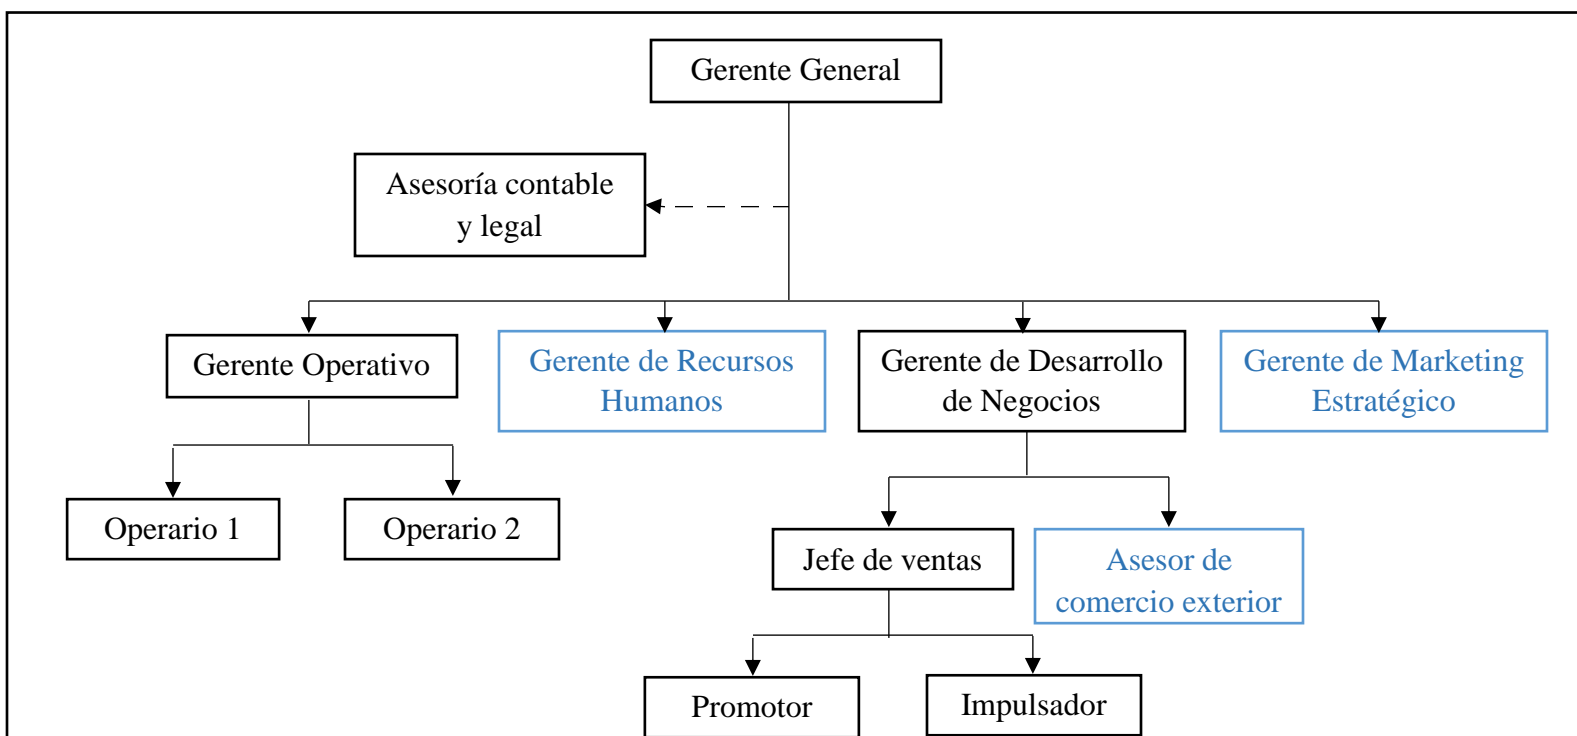 Gerente General
Asesoría contable
y legal
Gerente Operativo
Gerente de Recursos
Humanos
Gerente de Desarrollo
de Negocios
Gerente de Marketing
Estratégico
Operario 1
Operario 2
Jefe de ventas
Asesor de
comercio exterior
Promotor
Impulsador